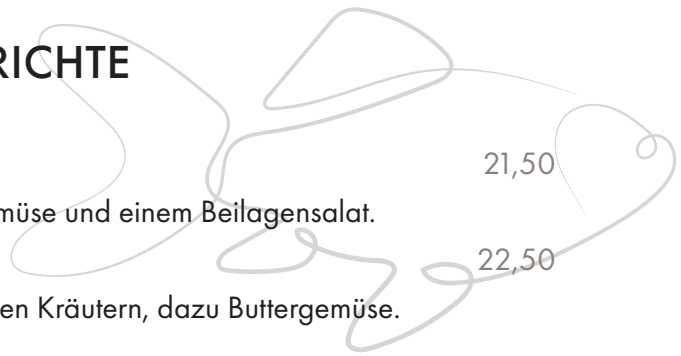 RICHTE
21,50
müse und einem Beilagensalat.
22,50
en Kräutern, dazu Buttergemüse.